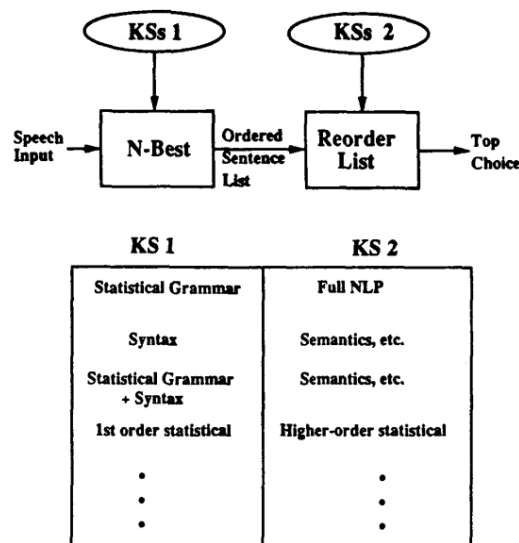 KSs 1
KSs 2
Speech
Input
N-Best
Ordered
Sentence
List
Reorder
List
Top
Choice
KS 1
KS 2
Statistical Grammar
Full NLP
Syntax
Semantics, etc.
Statistical Grammar
+ Syntax
Semantics, etc.
1st order statistical
Higher-order statistical